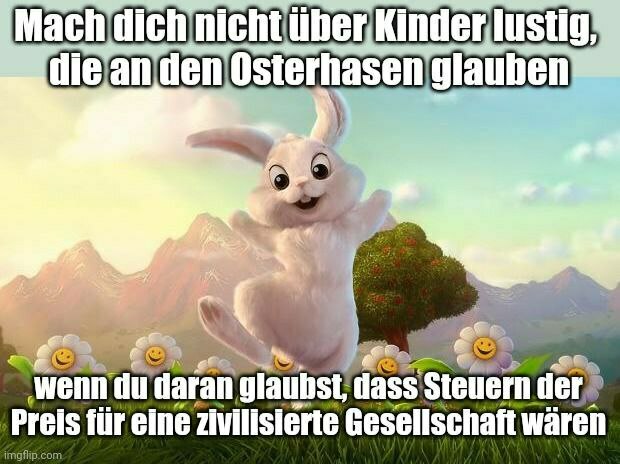 Mach dich nicht über Kinder lustig,
die an den Osterhasen glauben
wenn du daran glaubst, dass Steuern der
Preis für eine zivilisierte Gesellschaft wären
imgflip.com